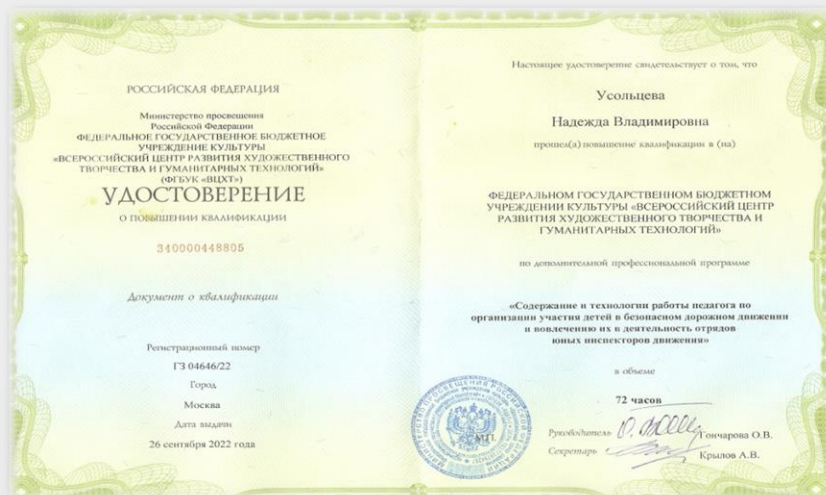 РОССИЙСКАЯ ФЕДЕРАЦИЯ
Министерство просвещения
Российской Федерации
ФЕДЕРАЛЬНОЕ ГОСУДАРСТВЕННОЕ БЮДЖЕТНОЕ
УЧРЕЖДЕНИЕ КУЛЬТУРЫ
«ВСЕРОССИЙСКИЙ ЦЕНТР РАЗВИТИЯ ХУДОЖЕСТВЕННОГО
ТВОРЧЕСТВА И ГУМАНИТАРНЫХ ТЕХНОЛОГИЙ»
(ФГБУК «ВЦХТ»)
УДОСТОВЕРЕНИЕ
О ПОВЫШЕНИИ КВАЛИФИКАЦИИ
340000448805
Документ о квалификации
Регистрационный номер
ГЗ 04646/22
Город
Москва
Дата выдачи
26 сентября 2022 года
Настоящее удостоверение свидетельствует о том, что
Усольцева
Надежда Владимировна
прошел(а) повышение квалификации в (на)
ФЕДЕРАЛЬНОМ ГОСУДАРСТВЕННОМ БЮДЖЕТНОМ
УЧРЕЖДЕНИИ КУЛЬТУРЫ «ВСЕРОССИЙСКИЙ ЦЕНТР
РАЗВИТИЯ ХУДОЖЕСТВЕННОГО ТВОРЧЕСТВА И
ГУМАНИТАРНЫХ ТЕХНОЛОГИЙ»
по дополнительной профессиональной программе
«Содержание и технологии работы педагога по
организации участия детей в безопасном дорожном движении
и вовлечению их в деятельность отрядов
юных инспекторов движения»
в объеме
72 часов
М.П.
Руководитель Гончарова О.В.
Секретарь Крылов А.В.